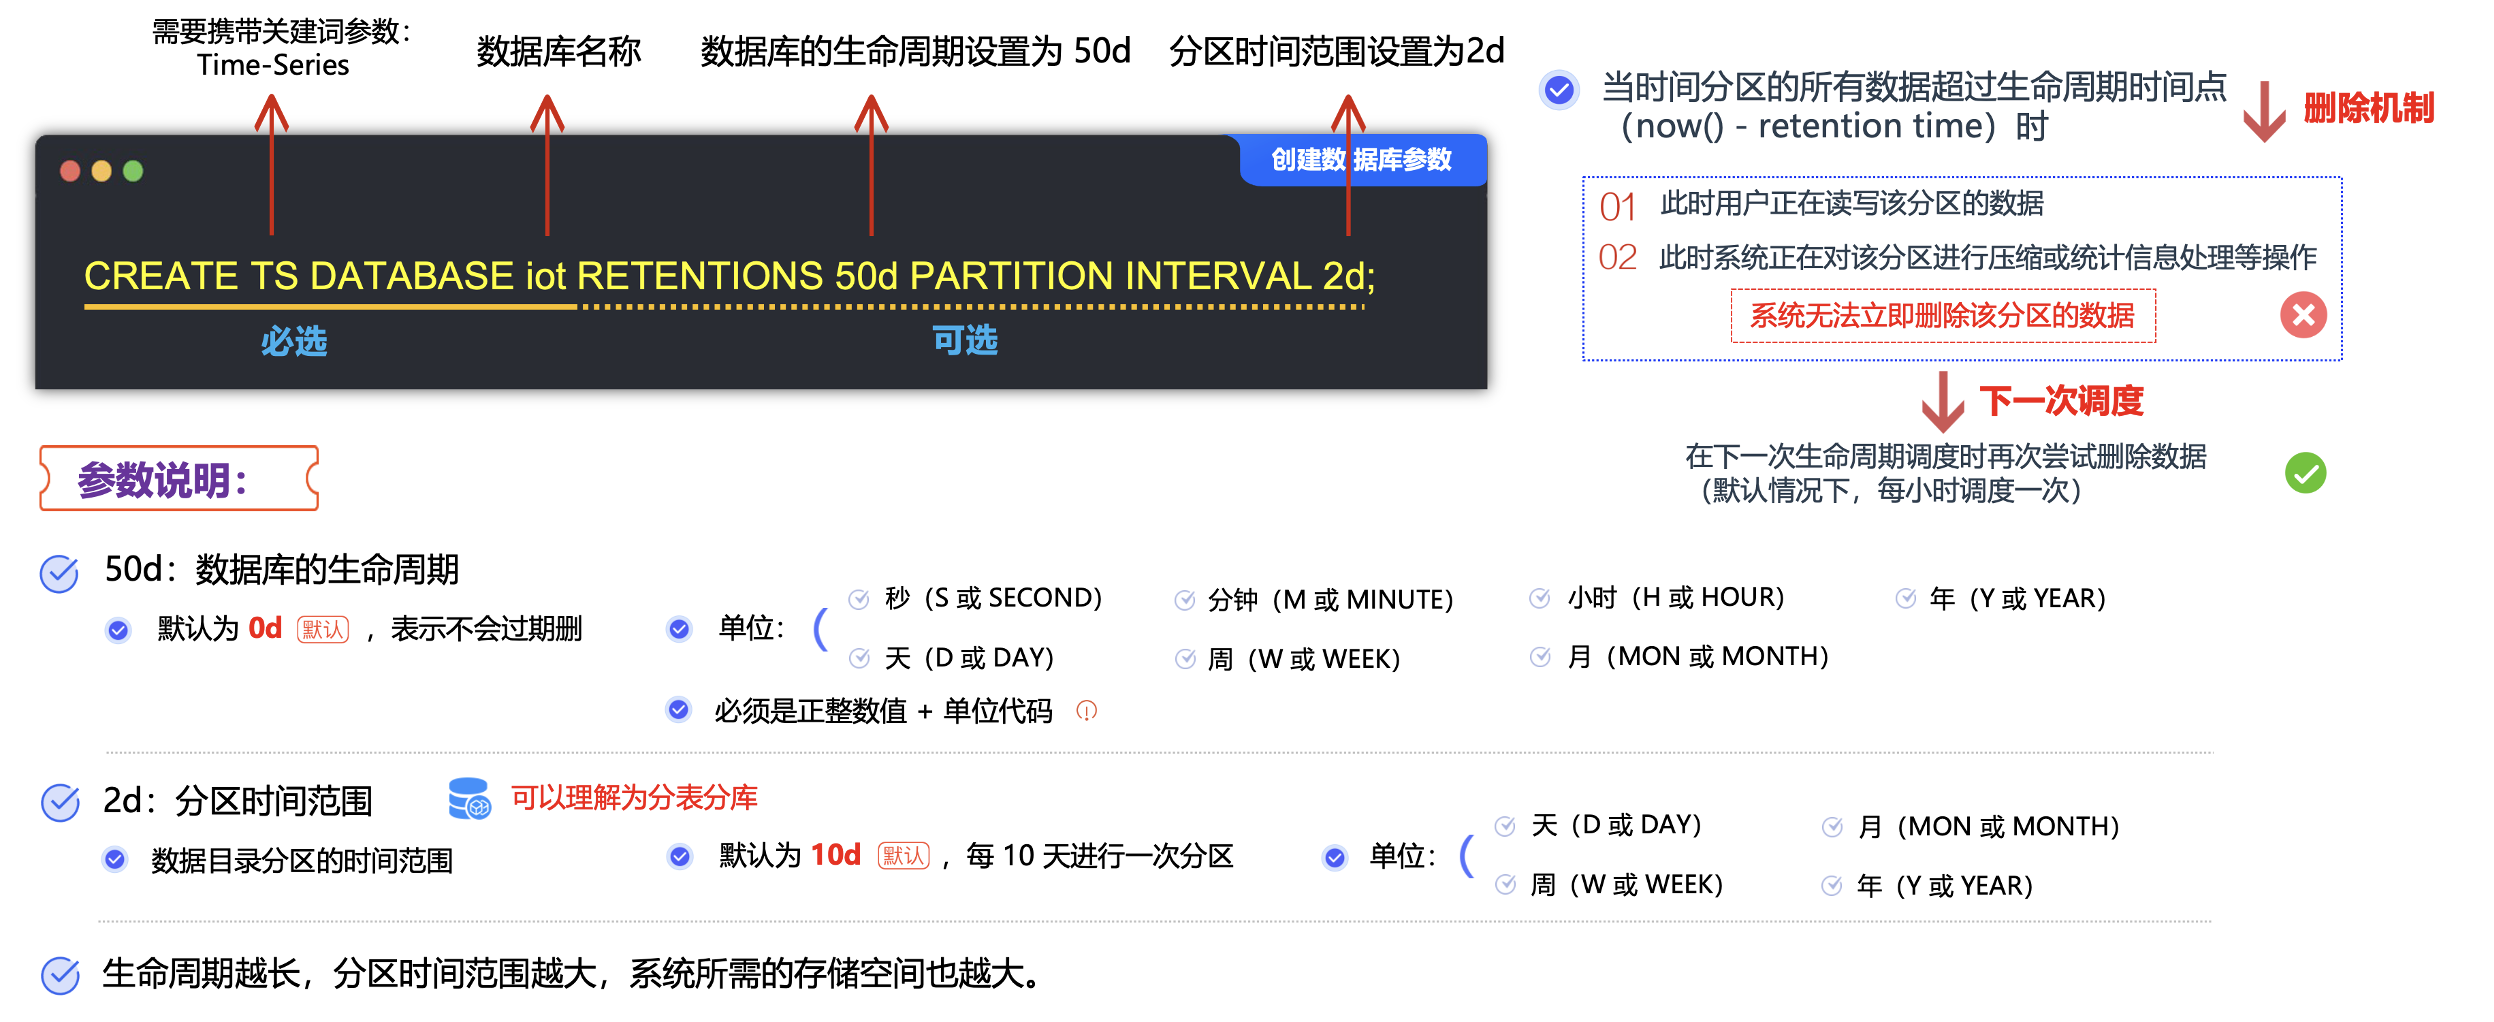 需要携带关建词参数：
Time-Series
数据库名称
数据库的生命周期设置为 50d
分区时间范围设置为2d
创建数 据库参数
CREATE TS DATABASE iot RETENTIONS 50d PARTITION INTERVAL 2d;
必选
可选
当时间分区的所有数据超过生命周期时间点
（now() - retention time）时
删除机制
01 此时用户正在读写该分区的数据
02 此时系统正在对该分区进行压缩或统计信息处理等操作
系统无法立即删除该分区的数据
下一次调度
在下一次生命周期调度时再次尝试删除数据
（默认情况下，每小时调度一次）
参数说明：
50d：数据库的生命周期
默认为 0d 默认 ，表示不会过期删
单位：
秒（S 或 SECOND）
分钟（M 或 MINUTE）
小时（H 或 HOUR）
年（Y 或 YEAR）
天（D 或 DAY）
周（W 或 WEEK）
月（MON 或 MONTH）
必须是正整数值 + 单位代码
2d：分区时间范围
可以理解为分表分库
数据目录分区的时间范围
默认为 10d 默认 ，每 10 天进行一次分区
单位：
天（D 或 DAY）
月（MON 或 MONTH）
周（W 或 WEEK）
年（Y 或 YEAR）
生命周期越长，分区时间范围越大，系统所需的存储空间也越大。